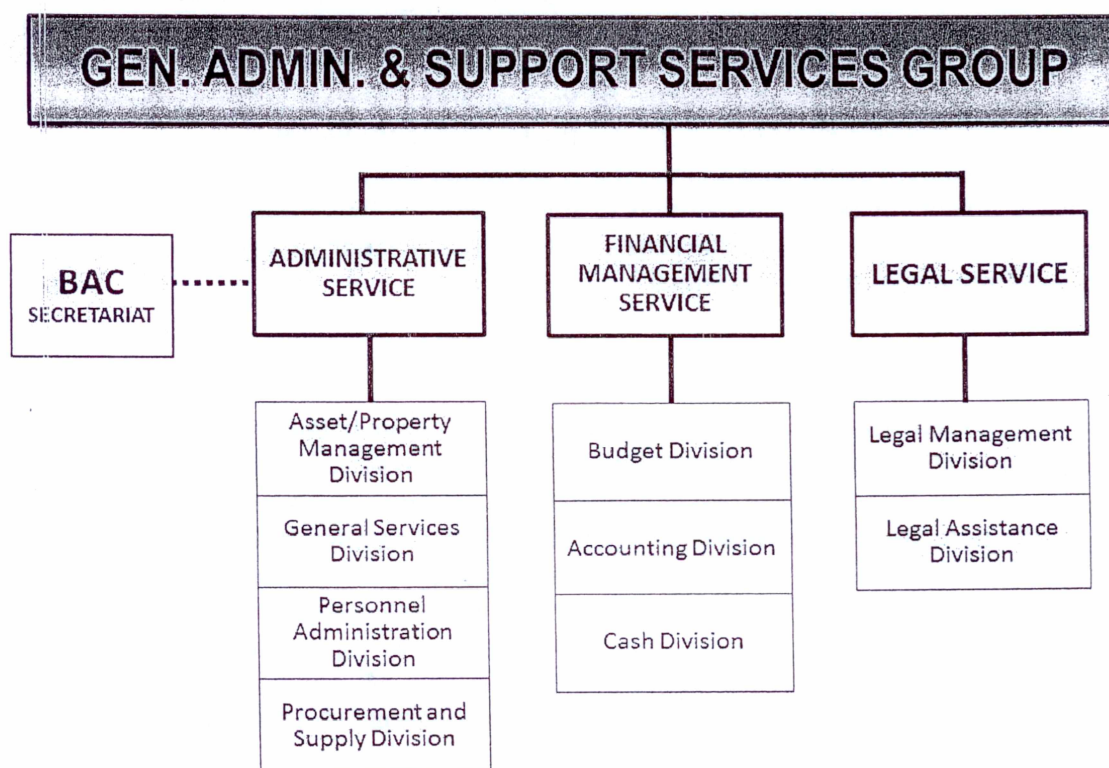 GEN. ADMIN. & SUPPORT SERVICES GROUP
BAC
SECRETARIAT
ADMINISTRATIVE
SERVICE
FINANCIAL
MANAGEMENT
SERVICE
LEGAL SERVICE
Asset/Property
Management
Division
General Services
Division
Personnel
Administration
Division
Procurement and
Supply Division
Budget Division
Accounting Division
Cash Division
Legal Management
Division
Legal Assistance
Division